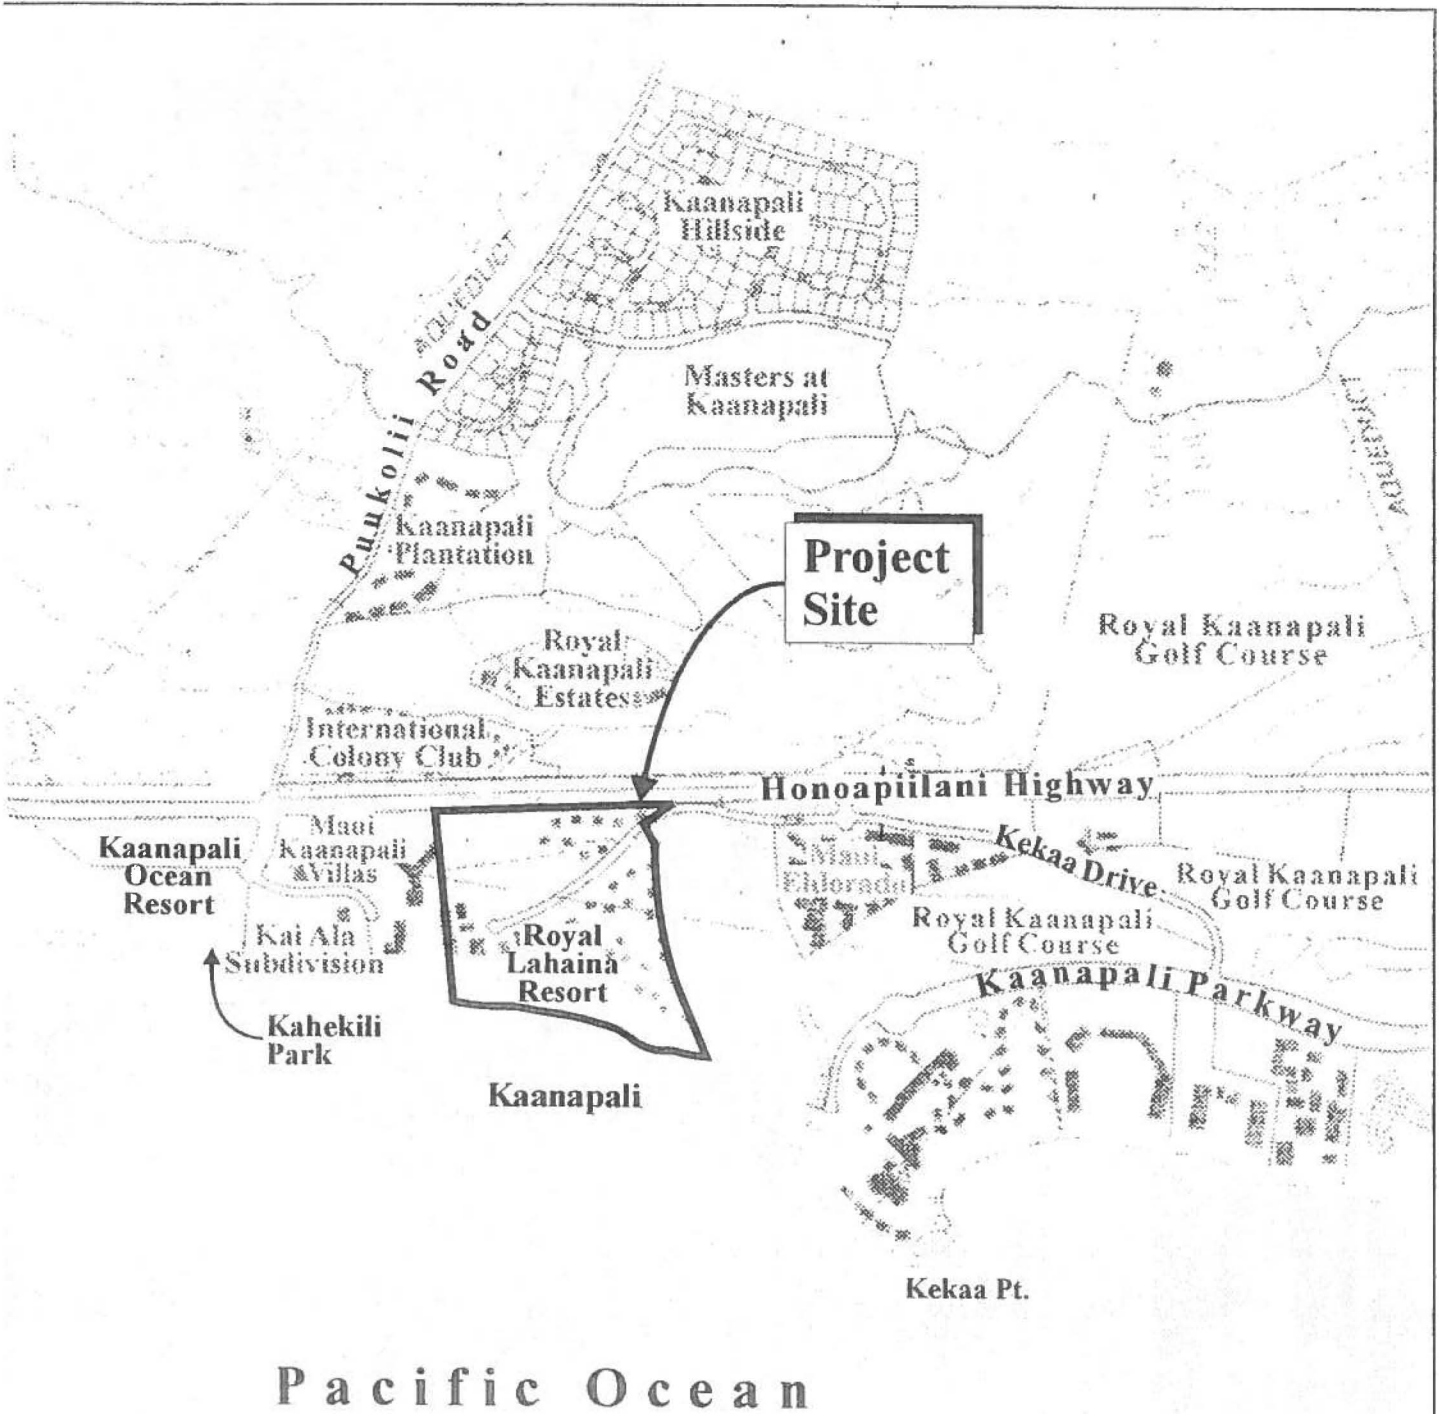 Kaanapali
Hillside
AQUEDUCT
Puukolii Road
Masters at
Kaanapali
AQUEDUCT
Kaanapali
Plantation
Project
Site
Royal Kaanapali
Golf Course
Royal
Kaanapali
Estates
International
Colony Club
Honoapiilani Highway
Kaanapali
Ocean
Resort
Maui
Kaanapali
Villas
Maui
Eldorado
Kekaa Drive
Royal Kaanapali
Golf Course
Royal Kaanapali
Golf Course
Kai Ala
Subdivision
Royal
Lahaina
Resort
Kaanapali Parkway
Kahekili
Park
Kaanapali
Kekaa Pt.
Pacific Ocean